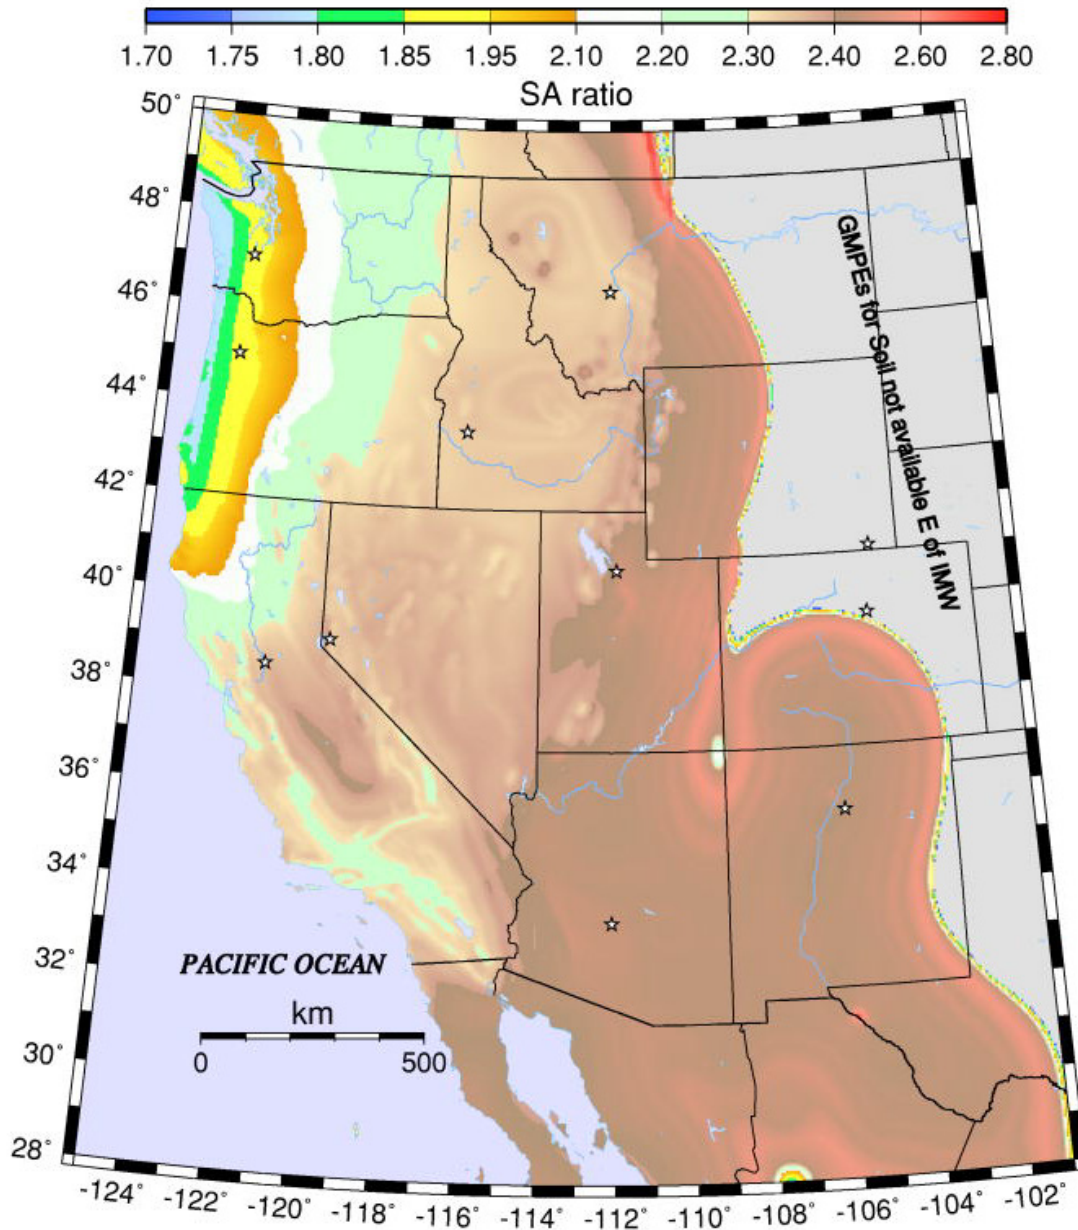 1.70 1.75 1.80 1.85 1.95 2.10 2.20 2.30 2.40 2.60 2.80
SA ratio
50°
48°
46°
44°
42°
40°
38°
36°
34°
32°
30°
28°
GMPEs for Soil not available E of IMW
PACIFIC OCEAN
km
0 500
-124° -122° -120° -118° -116° -114° -112° -110° -108° -106° -104° -102°